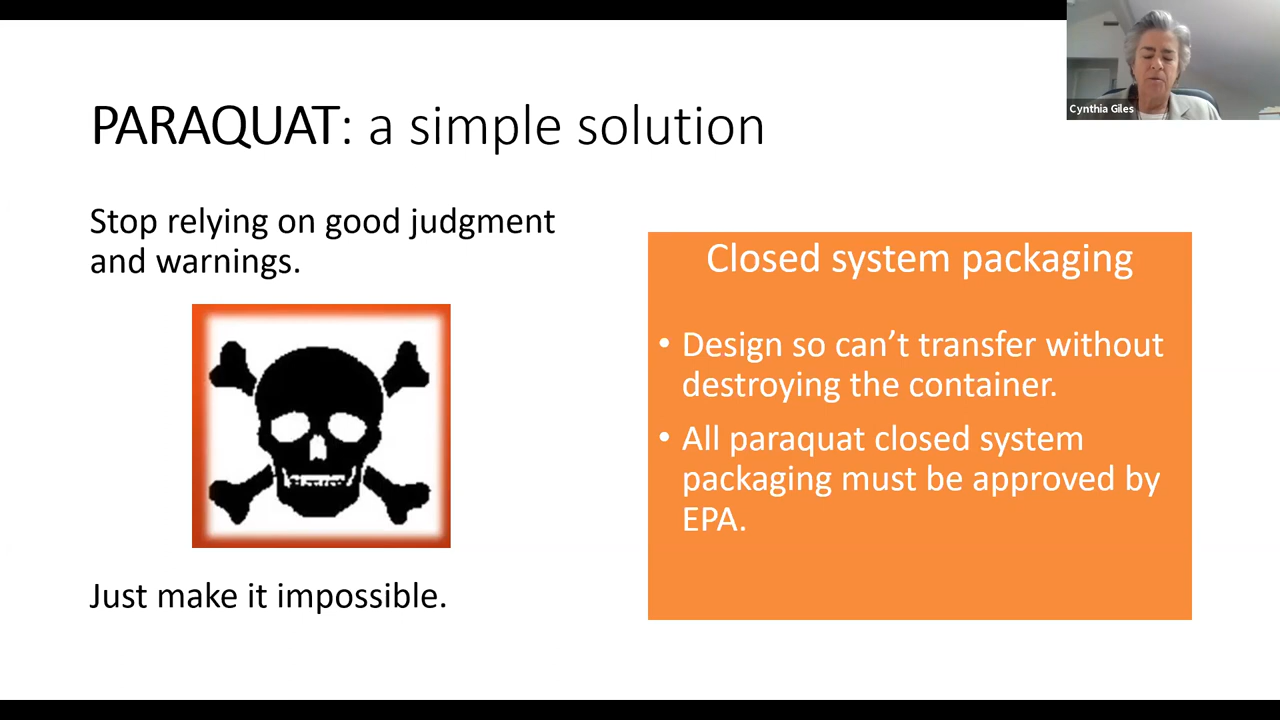 Cynthia Giles
PARAQUAT: a simple solution
Stop relying on good judgment
and warnings.
Just make it impossible.
Closed system packaging
• Design so can’t transfer without
destroying the container.
• All paraquat closed system
packaging must be approved by
EPA.